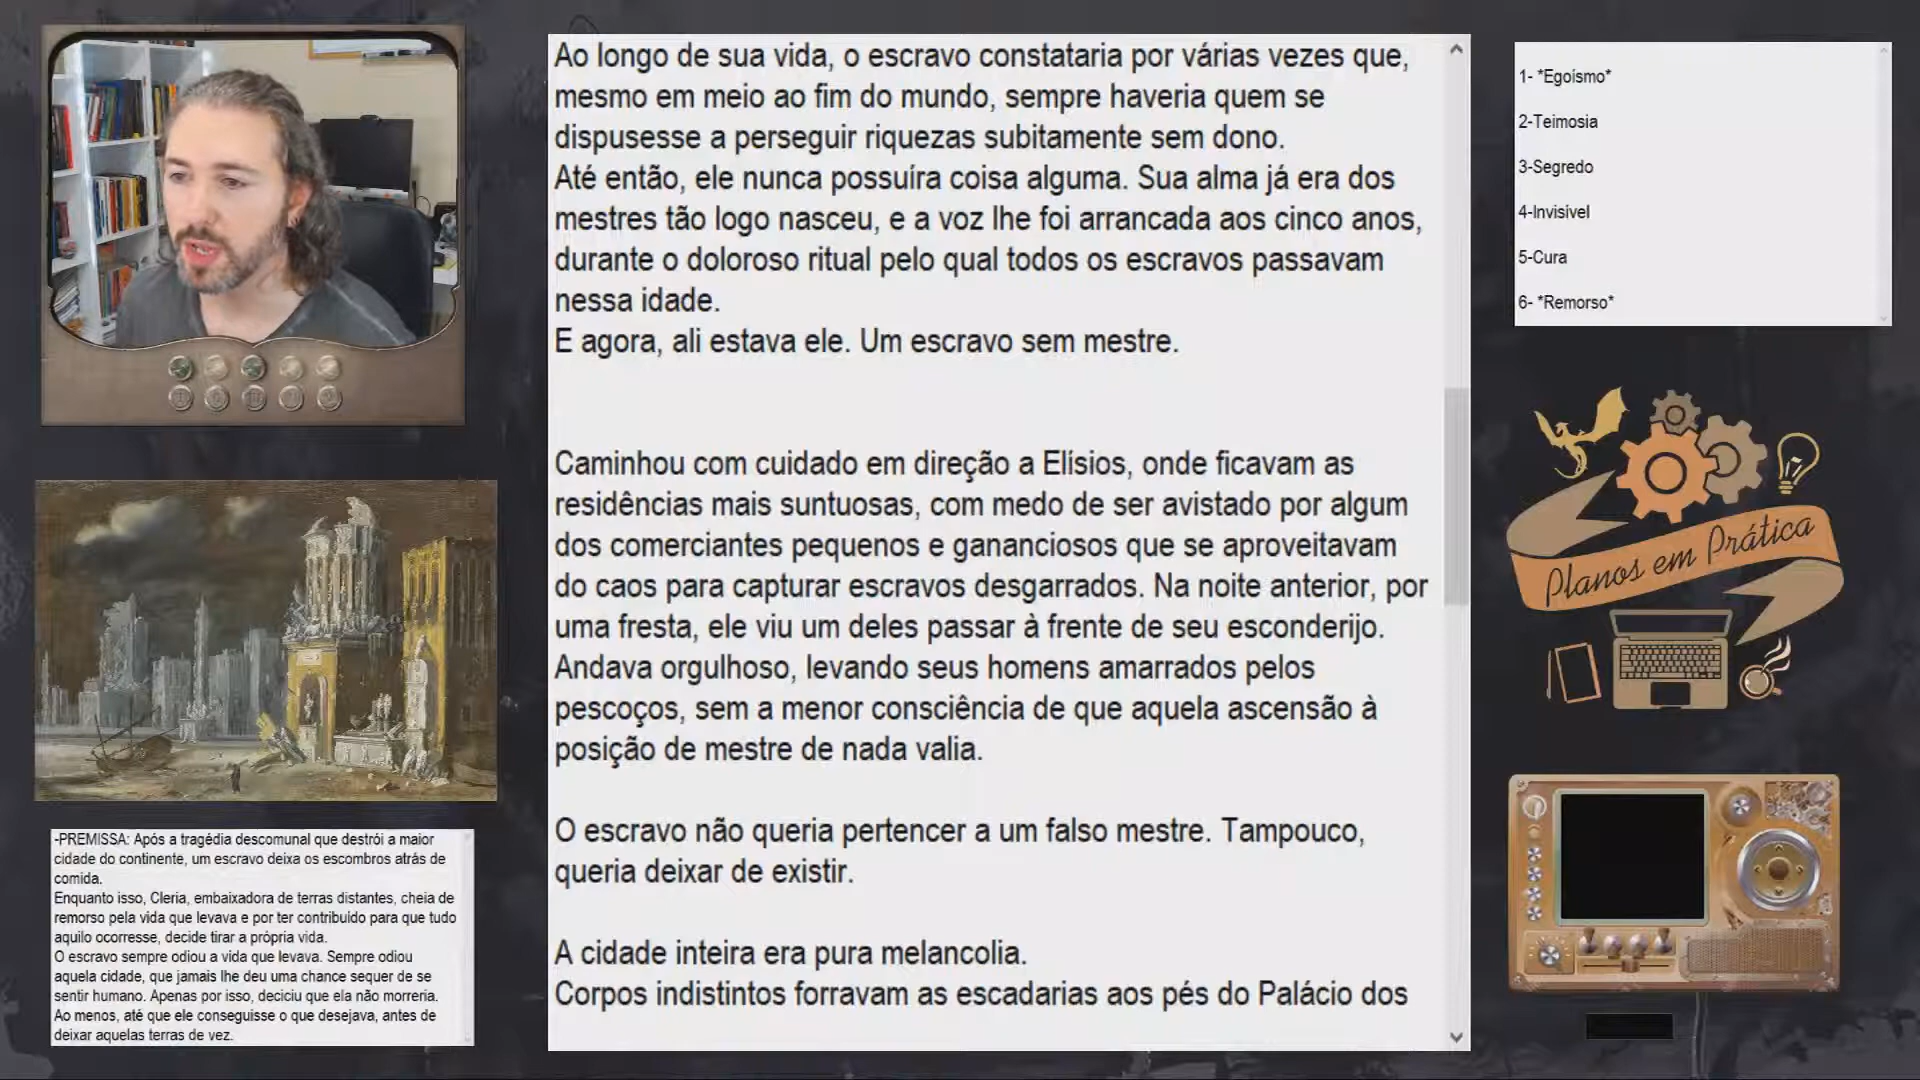 Ao longo de sua vida, o escravo constataria por várias vezes que,
mesmo em meio ao fim do mundo, sempre haveria quem se
dispusesse a perseguir riquezas subitamente sem dono.
Até então, ele nunca possuíra coisa alguma. Sua alma já era dos
mestres tão logo nasceu, e a voz lhe foi arrancada aos cinco anos,
durante o doloroso ritual pelo qual todos os escravos passavam
nessa idade.
E agora, ali estava ele. Um escravo sem mestre.
Caminhou com cuidado em direção a Elísios, onde ficavam as
residências mais suntuosas, com medo de ser avistado por algum
dos comerciantes pequenos e gananciosos que se aproveitavam
do caos para capturar escravos desgarrados. Na noite anterior, por
uma fresta, ele viu um deles passar à frente de seu esconderijo.
Andava orgulhoso, levando seus homens amarrados pelos
pescoços, sem a menor consciência de que aquela ascensão à
posição de mestre de nada valia.
O escravo não queria pertencer a um falso mestre. Tampouco,
queria deixar de existir.
A cidade inteira era pura melancolia.
Corpos indistintos forravam as escadarias aos pés do Palácio dos
-PREMISSA: Após a tragédia descomunal que destrói a maior
cidade do continente, um escravo deixa os escombros atrás de
comida.
Enquanto isso, Cleria, embaixadora de terras distantes, cheia de
remorso pela vida que levava e por ter contribuído para que tudo
aquilo ocorresse, decide tirar a própria vida.
O escravo sempre odiou a vida que levava. Sempre odiou
aquela cidade, que jamais lhe deu uma chance sequer de se
sentir humano. Apenas por isso, deciciu que ela não morreria.
Ao menos, até que ele conseguisse o que desejava, antes de
deixar aquelas terras de vez.
1- *Egoismo*
2-Teimosia
3-Segredo
4-Invisivel
5-Cura
6- *Remorso*
Planos em Prática